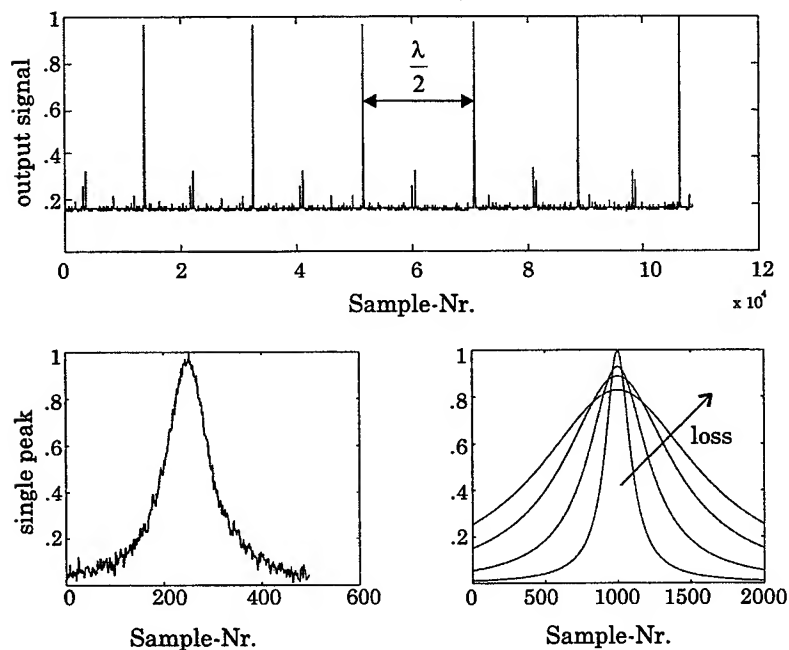 1
.8
.6
.4
.2
output signal
λ
2
0 2 4 6 8 10 12
Sample-Nr.
x 10⁴
1
.8
.6
.4
.2
single peak
0 200 400 600
Sample-Nr.
1
.8
.6
.4
.2
loss
0 500 1000 1500 2000
Sample-Nr.